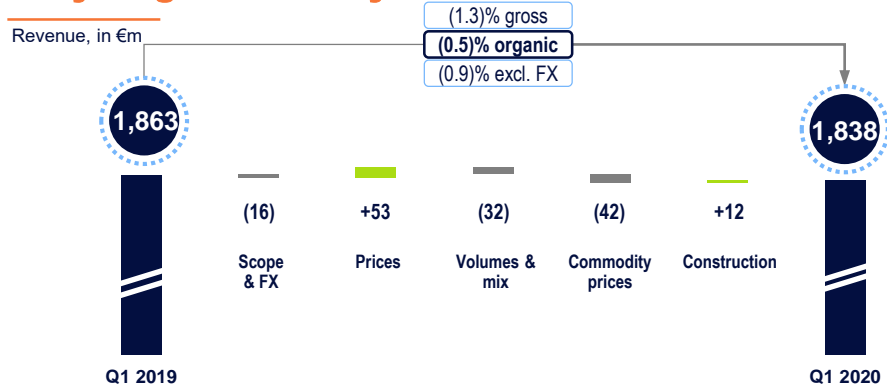 (1.3)% gross
Revenue, in €m
(0.5)% organic
(0.9)% excl. FX
1,863
1,838
(16)
+53
(32)
(42)
+12
Scope & FX
Prices
Volumes & mix
Commodity prices
Construction
Q1 2019
Q1 2020